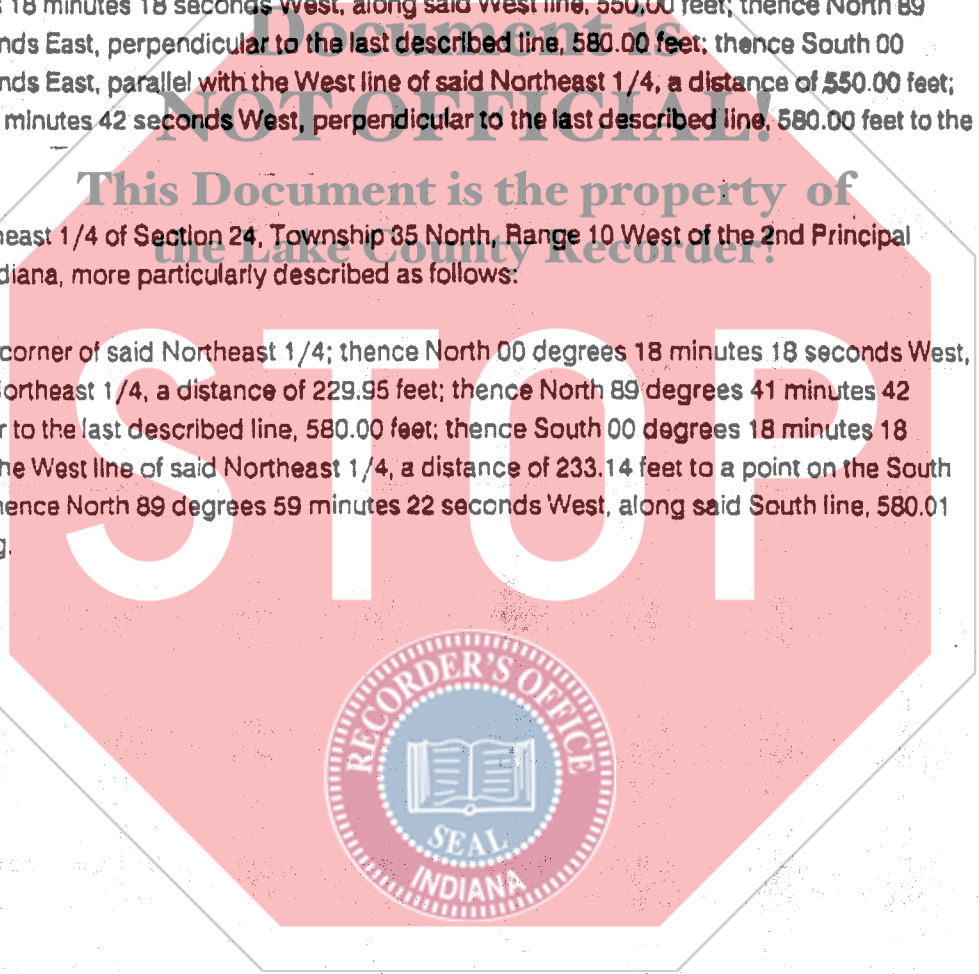 18 minutes 18 seconds West, along said West line, 550.00 feet; thence North 89
Document is
nds East, perpendicular to the last described line, 580.00 feet; thence South 00
nds East, parallel with the West line of said Northeast 1/4, a distance of 550.00 feet;
NOT OFFICIAL!
minutes 42 seconds West, perpendicular to the last described line, 580.00 feet to the
This Document is the property of
heast 1/4 of Section 24, Township 35 North, Range 10 West of the 2nd Principal
the Lake County Recorder!
diana, more particularly described as follows:
corner of said Northeast 1/4; thence North 00 degrees 18 minutes 18 seconds West,
Northeast 1/4, a distance of 229.95 feet; thence North 89 degrees 41 minutes 42
r to the last described line, 580.00 feet; thence South 00 degrees 18 minutes 18
he West line of said Northeast 1/4, a distance of 233.14 feet to a point on the South
hence North 89 degrees 59 minutes 22 seconds West, along said South line, 580.01
g.
STOP
RECORDER'S OFFICE
SEAL
INDIANA